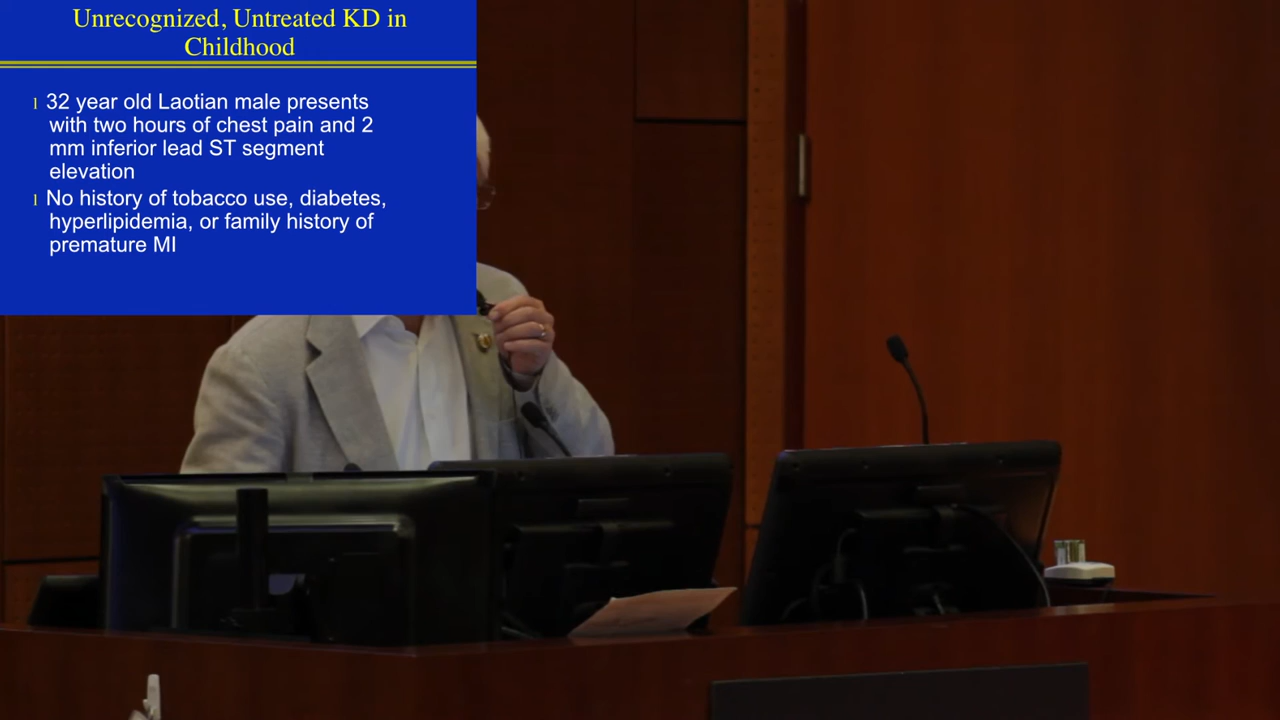 Unrecognized, Untreated KD in
Childhood
l 32 year old Laotian male presents
with two hours of chest pain and 2
mm inferior lead ST segment
elevation
l No history of tobacco use, diabetes,
hyperlipidemia, or family history of
premature MI